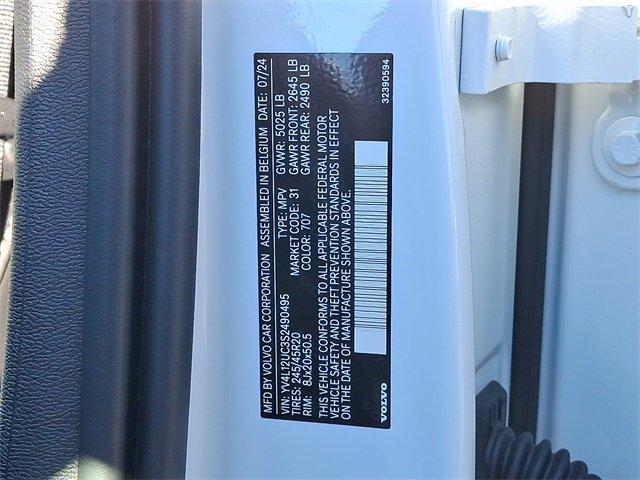 MFD BY VOLVO CAR CORPORATION ASSEMBLED IN BELGIUM DATE: 07/24
VIN: YV4L12UC3S2490495 TYPE: MPV GVWR: 5025 LB
TIRES: 245/45R20 MARKET CODE: 31 GAWR FRONT: 2645 LB
RIM: 8Jx20x50.5 COLOR: 707 GAWR REAR: 2490 LB
THIS VEHICLE CONFORMS TO ALL APPLICABLE FEDERAL MOTOR
VEHICLE SAFETY AND THEFT PREVENTION STANDARDS IN EFFECT
ON THE DATE OF MANUFACTURE SHOWN ABOVE.
VOLVO 32390594